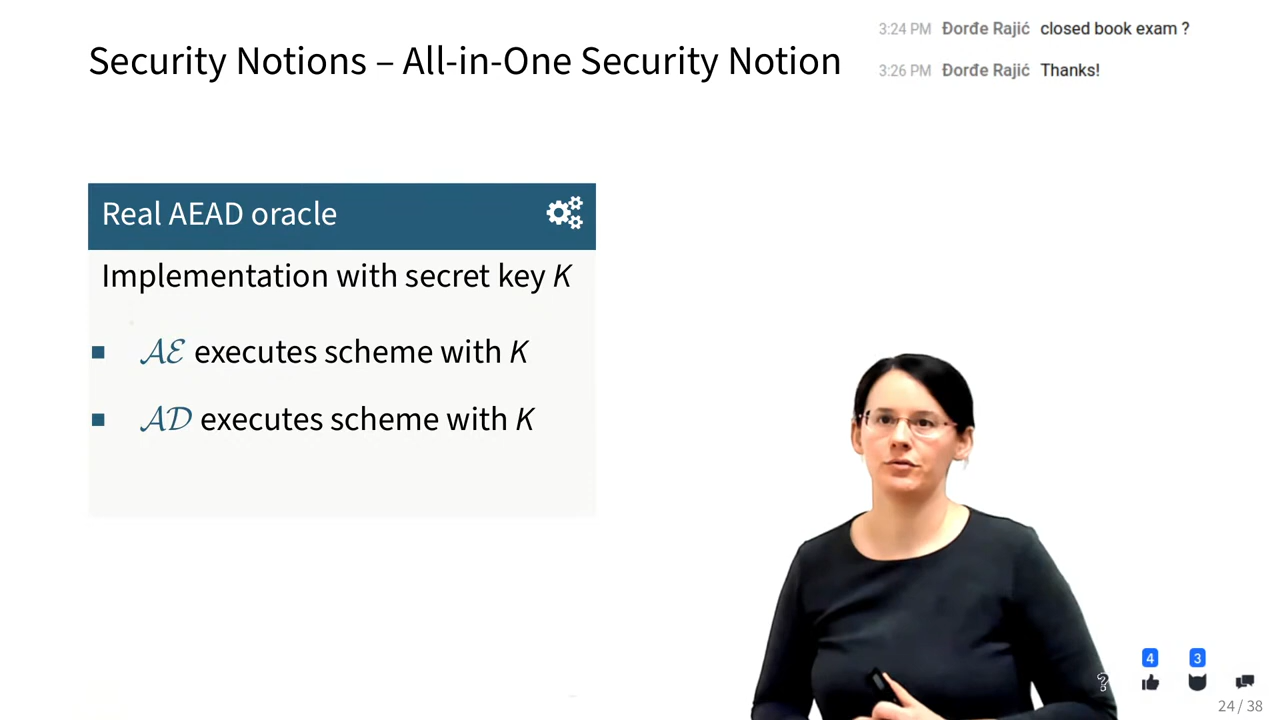 Security Notions – All-in-One Security Notion
3:24 PM Đorđe Rajić closed book exam ?
3:26 PM Đorđe Rajić Thanks!
Real AEAD oracle
Implementation with secret key K
𝒜ℰ executes scheme with K
𝒜𝒟 executes scheme with K
4 3
?
24 / 38